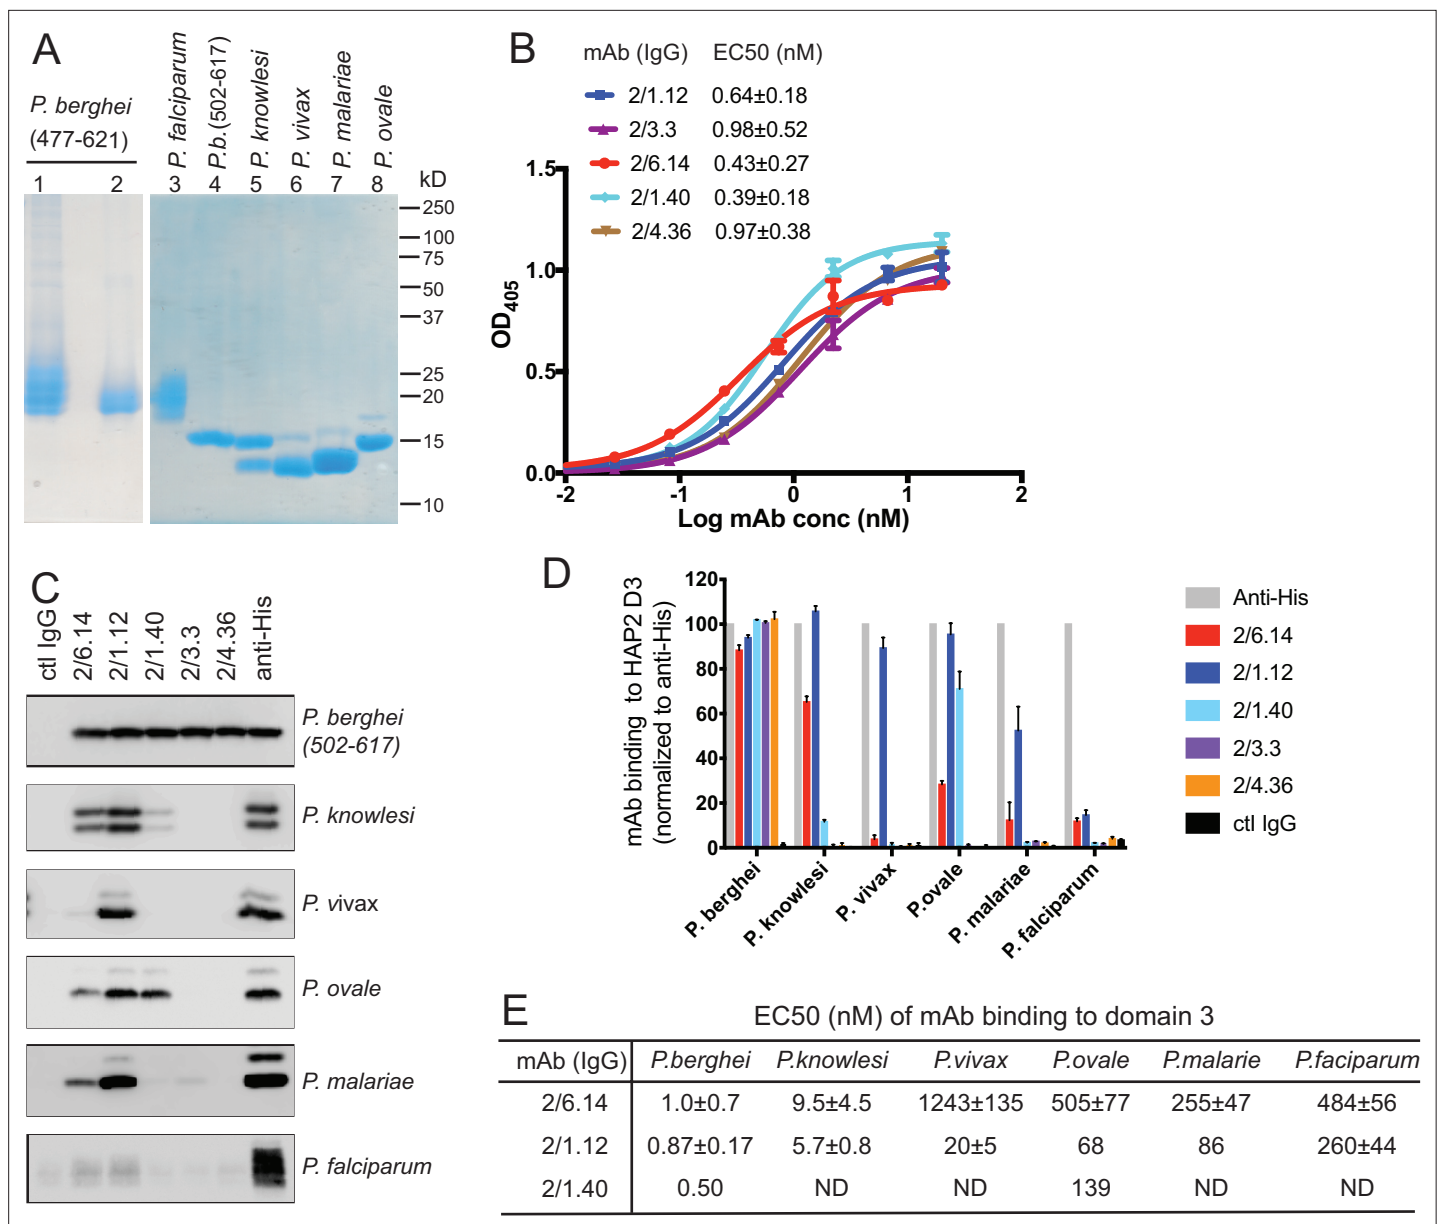 A
P. berghei
(477-621)
P. falciparum
P.b.(502-617)
P. knowlesi
P. vivax
P. malariae
P. ovale
1 2 3 4 5 6 7 8 kD
250
100
75
50
37
25
20
15
10
B
mAb (IgG) EC50 (nM)
2/1.12 0.64±0.18
2/3.3 0.98±0.52
2/6.14 0.43±0.27
2/1.40 0.39±0.18
2/4.36 0.97±0.38
OD405
1.5
1.0
0.5
0.0
-2 -1 0 1 2
Log mAb conc (nM)
C
ctl IgG
2/6.14
2/1.12
2/1.40
2/3.3
2/4.36
anti-His
P. berghei
(502-617)
P. knowlesi
P. vivax
P. ovale
P. malariae
P. falciparum
D
mAb binding to HAP2 D3
(normalized to anti-His)
120
100
80
60
40
20
0
P. berghei
P. knowlesi
P. vivax
P.ovale
P. malariae
P. falciparum
Anti-His
2/6.14
2/1.12
2/1.40
2/3.3
2/4.36
ctl IgG
E
EC50 (nM) of mAb binding to domain 3
mAb (IgG) P.berghei P.knowlesi P.vivax P.ovale P.malarie P.faciparum
2/6.14 1.0±0.7 9.5±4.5 1243±135 505±77 255±47 484±56
2/1.12 0.87±0.17 5.7±0.8 20±5 68 86 260±44
2/1.40 0.50 ND ND 139 ND ND